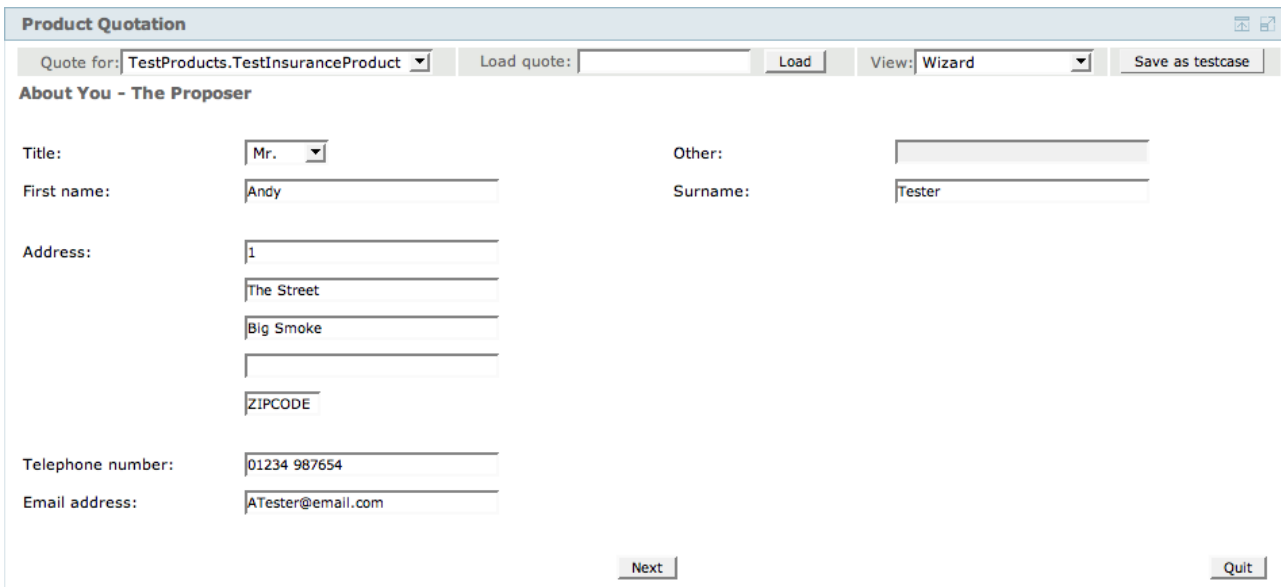 Product Quotation
Quote for: TestProducts.TestInsuranceProduct Load quote: Load View: Wizard Save as testcase
About You - The Proposer
Title: Mr. Other:
First name: Andy Surname: Tester
Address: 1
The Street
Big Smoke
ZIPCODE
Telephone number: 01234 987654
Email address: ATester@email.com
Next Quit